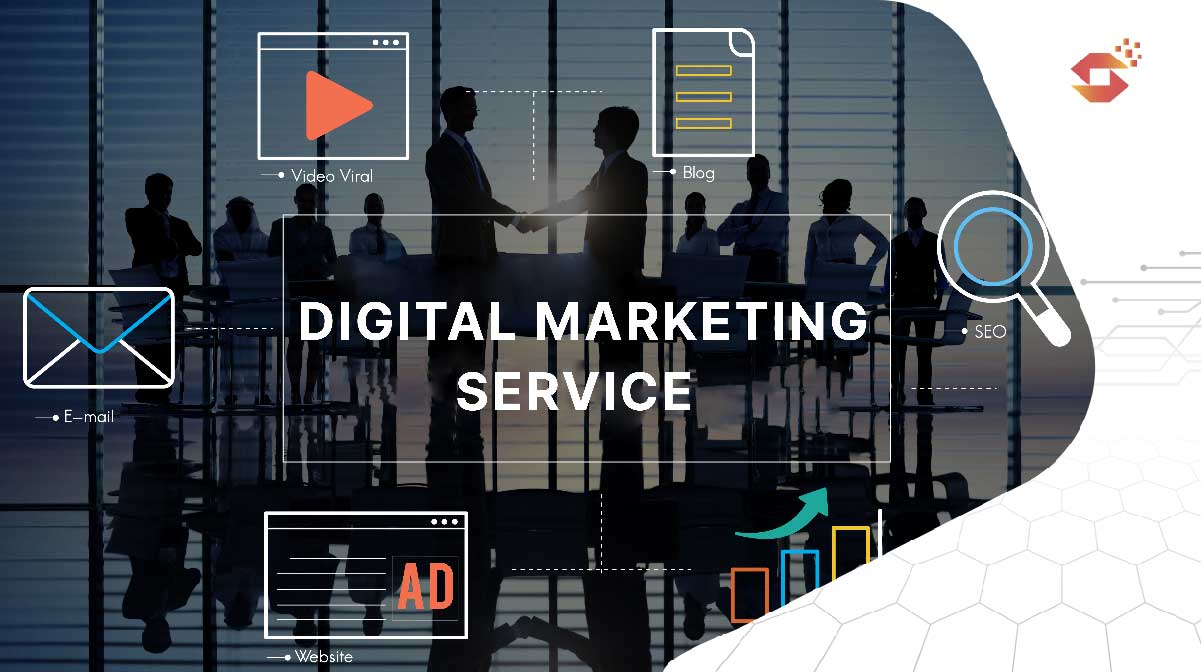 Video Viral
Blog
DIGITAL MARKETING
SERVICE
SEO
E-mail
AD
Website